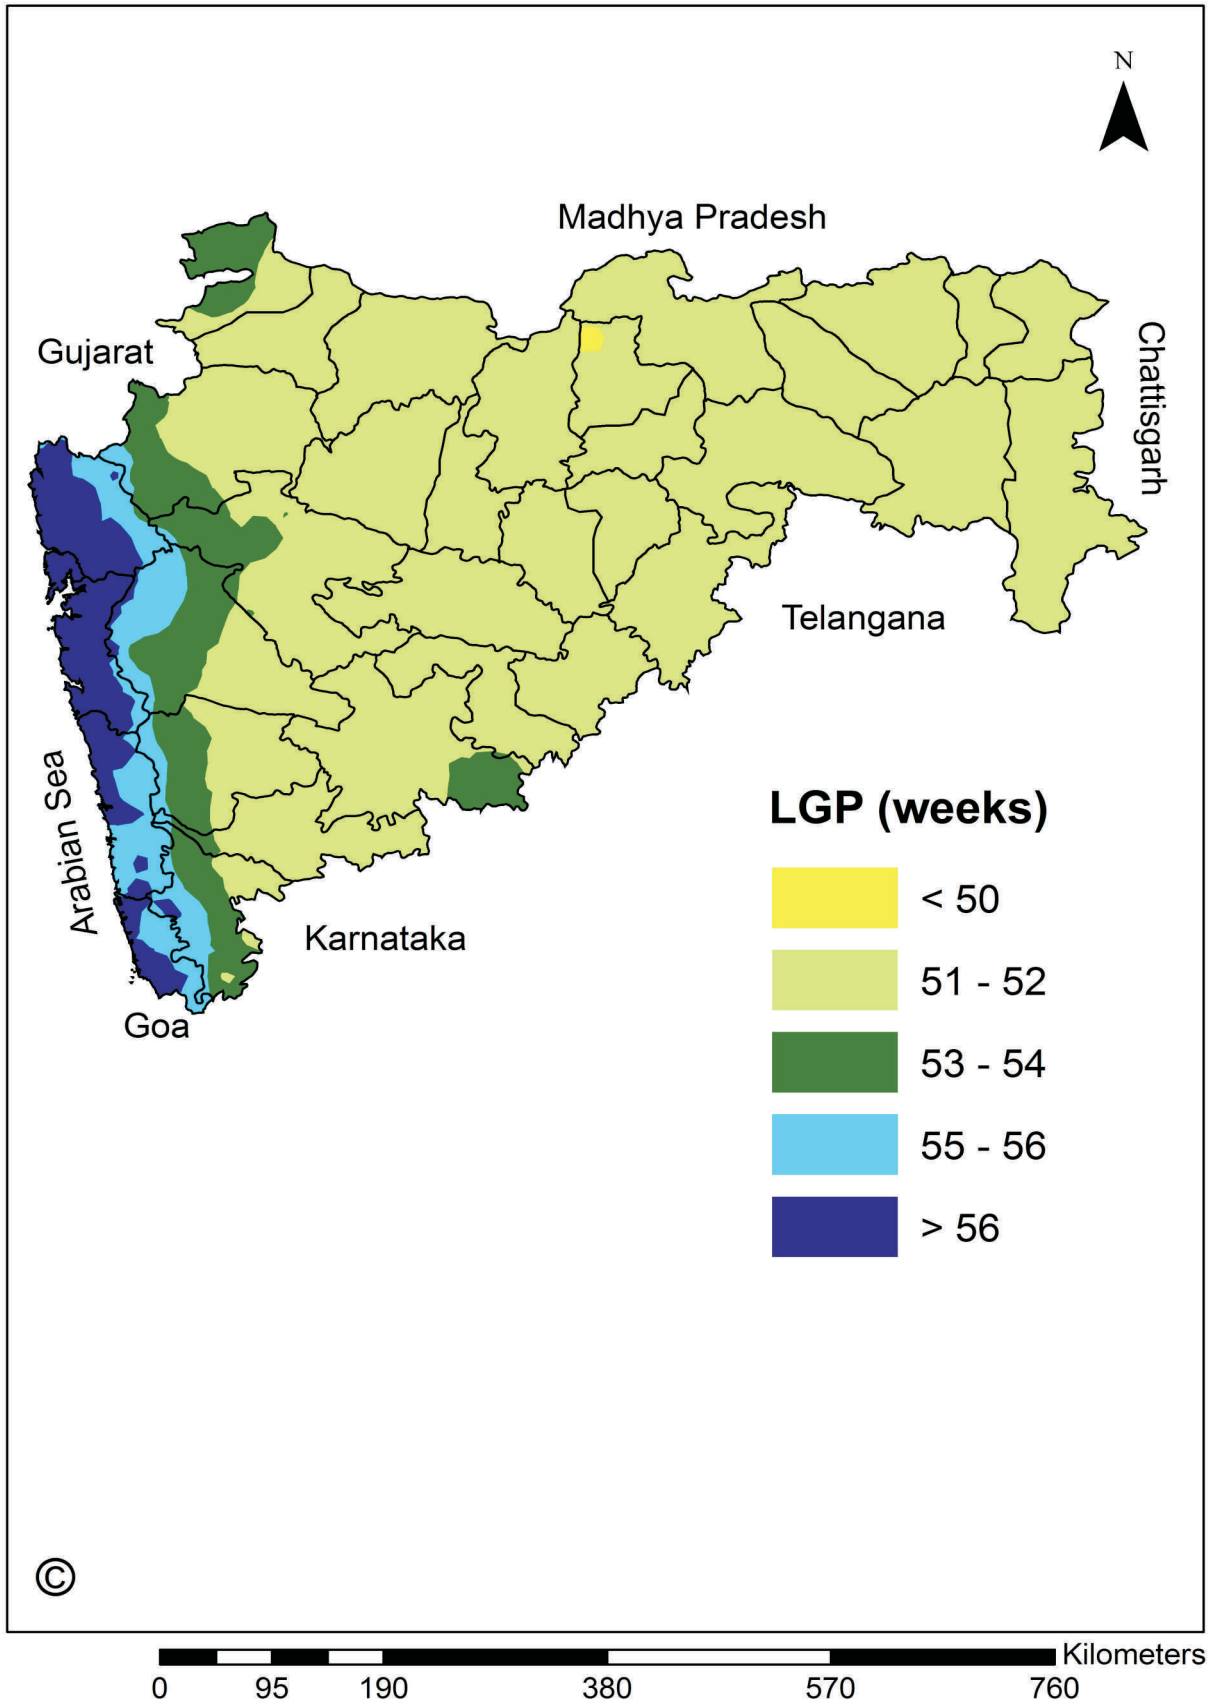 N
Madhya Pradesh
Gujarat
Chattisgarh
Telangana
Arabian Sea
Karnataka
Goa
LGP (weeks)
< 50
51 - 52
53 - 54
55 - 56
> 56
©
Kilometers
0 95 190 380 570 760